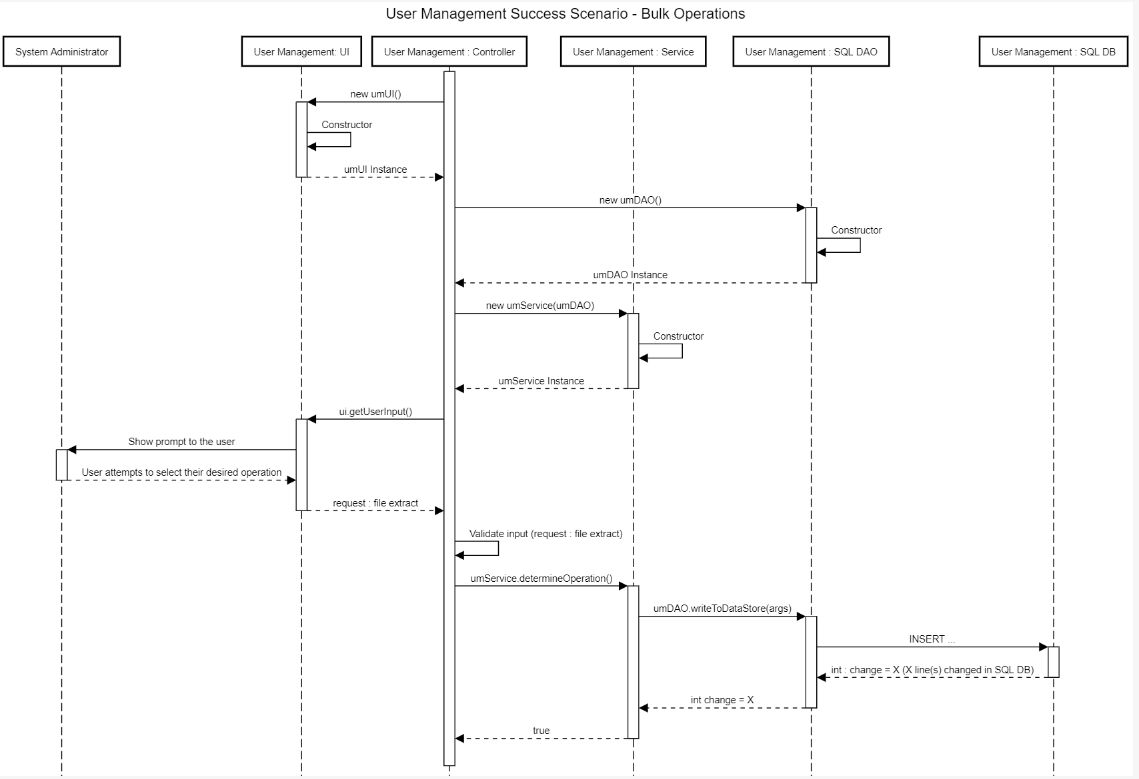 User Management Success Scenario - Bulk Operations
System Administrator
User Management: UI
User Management : Controller
User Management : Service
User Management : SQL DAO
User Management : SQL DB
new umUI()
Constructor
umUI Instance
new umDAO()
Constructor
umDAO Instance
new umService(umDAO)
Constructor
umService Instance
ui.getUserInput()
Show prompt to the user
User attempts to select their desired operation
request : file extract
Validate input (request : file extract)
umService.determineOperation()
umDAO.writeToDataStore(args)
INSERT ...
int : change = X (X line(s) changed in SQL DB)
int change = X
true